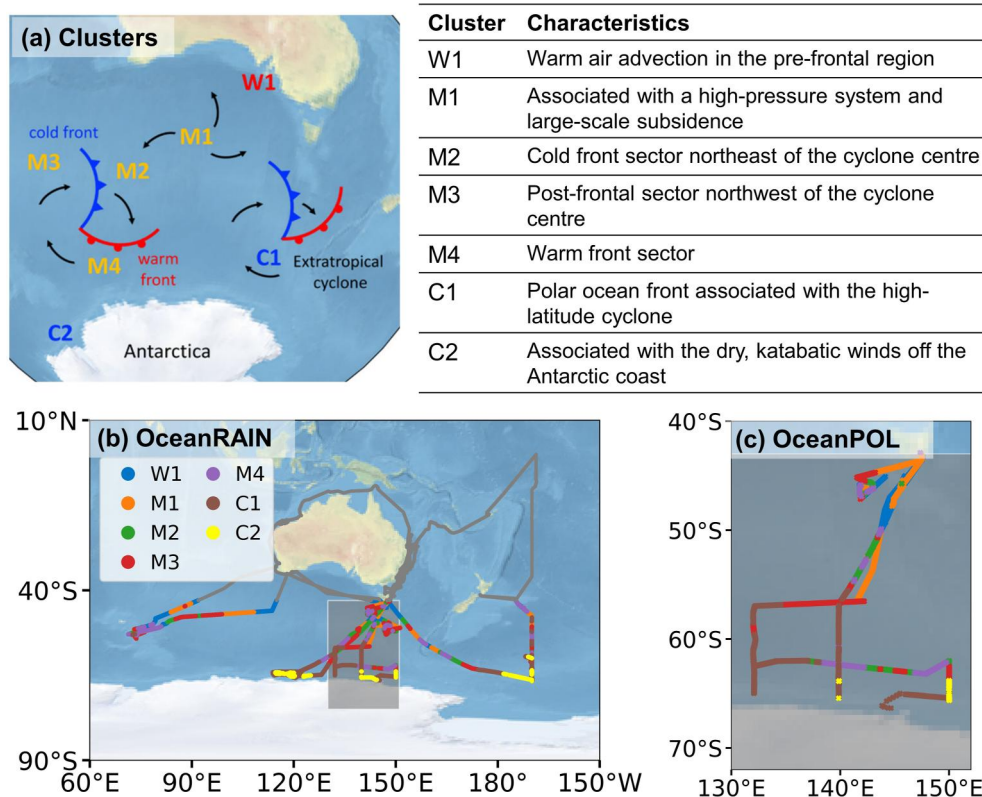 (a) Clusters
W1
cold front
M1
M3
M2
C1
Extratropical
cyclone
M4
warm
front
C2
Antarctica
Cluster Characteristics
W1 Warm air advection in the pre-frontal region
M1 Associated with a high-pressure system and
large-scale subsidence
M2 Cold front sector northeast of the cyclone centre
M3 Post-frontal sector northwest of the cyclone
centre
M4 Warm front sector
C1 Polar ocean front associated with the high-
latitude cyclone
C2 Associated with the dry, katabatic winds off the
Antarctic coast
(b) OceanRAIN
W1 M4
M1 C1
M2 C2
M3
10°N
40°S
90°S
60°E 90°E 120°E 150°E 180° 150°W
(c) OceanPOL
40°S
50°S
60°S
70°S
130°E 140°E 150°E